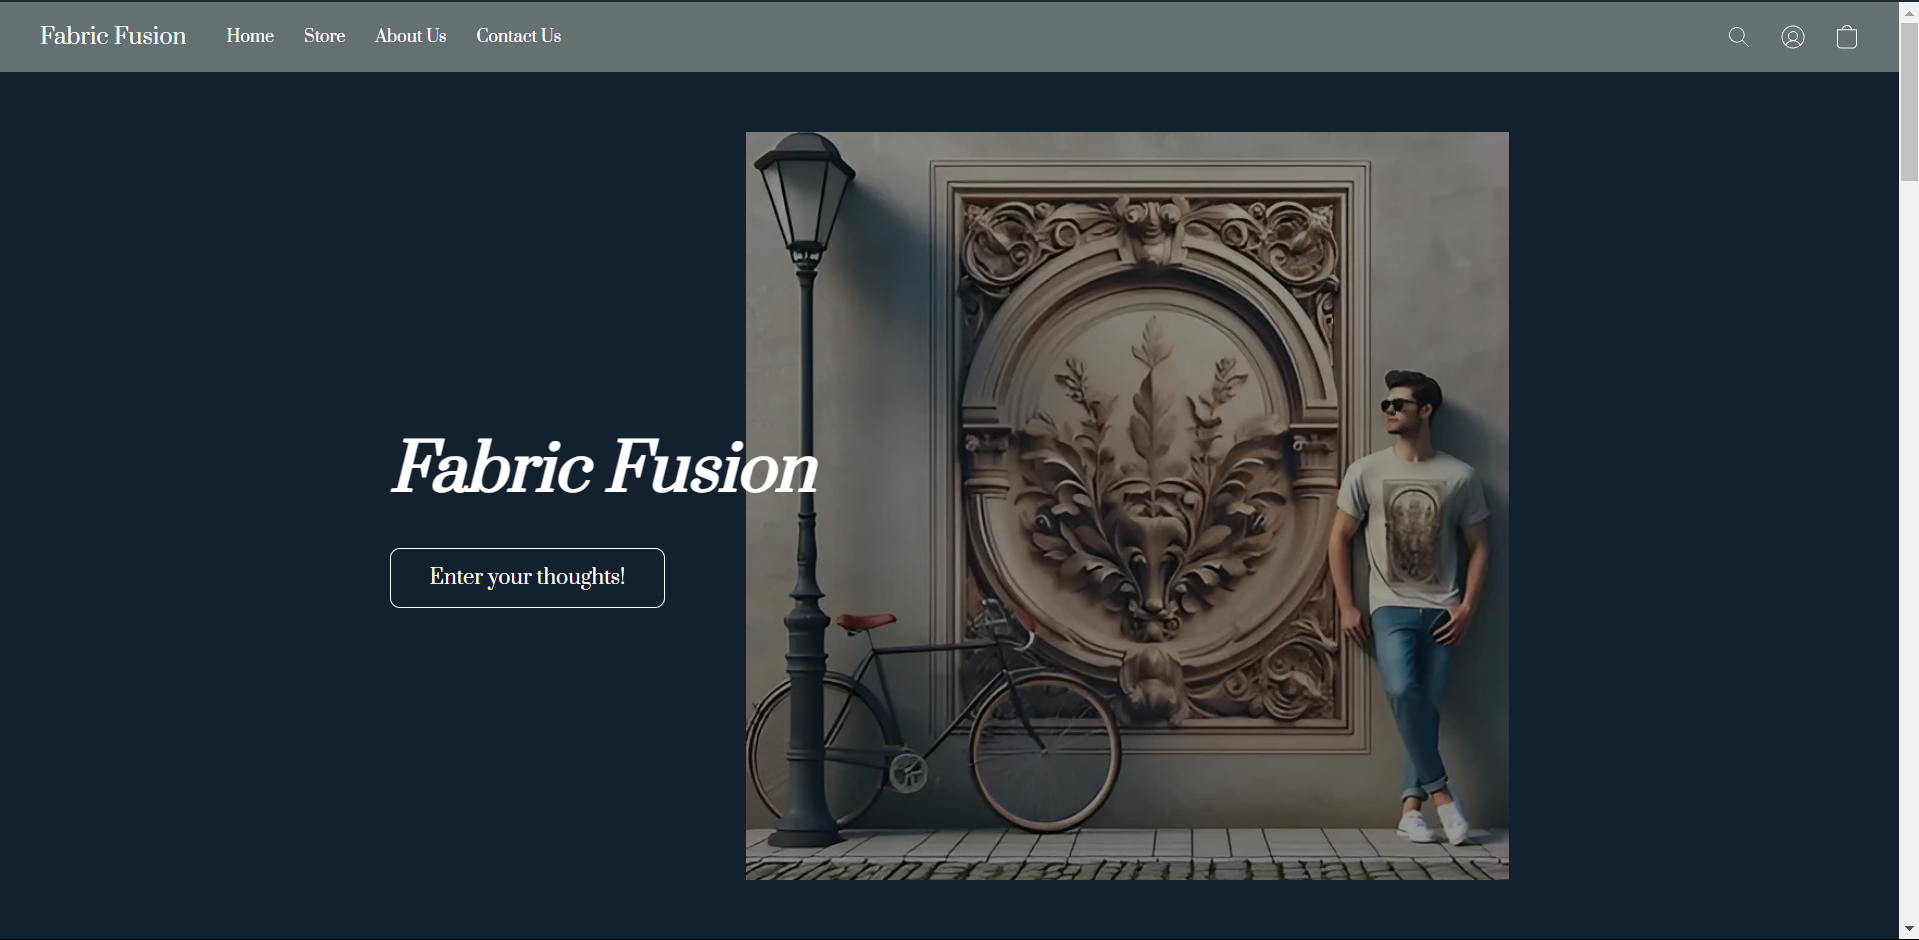 Fabric Fusion
Home
Store
About Us
Contact Us
Fabric Fusion
Enter your thoughts!